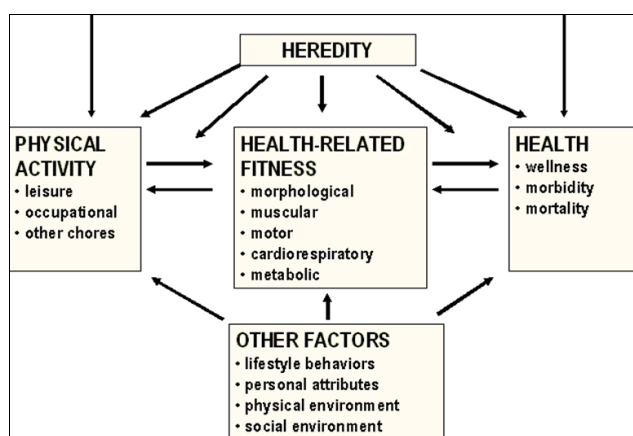 HEREDITY
PHYSICAL
ACTIVITY
• leisure
• occupational
• other chores
HEALTH-RELATED
FITNESS
• morphological
• muscular
• motor
• cardiorespiratory
• metabolic
HEALTH
• wellness
• morbidity
• mortality
OTHER FACTORS
• lifestyle behaviors
• personal attributes
• physical environment
• social environment